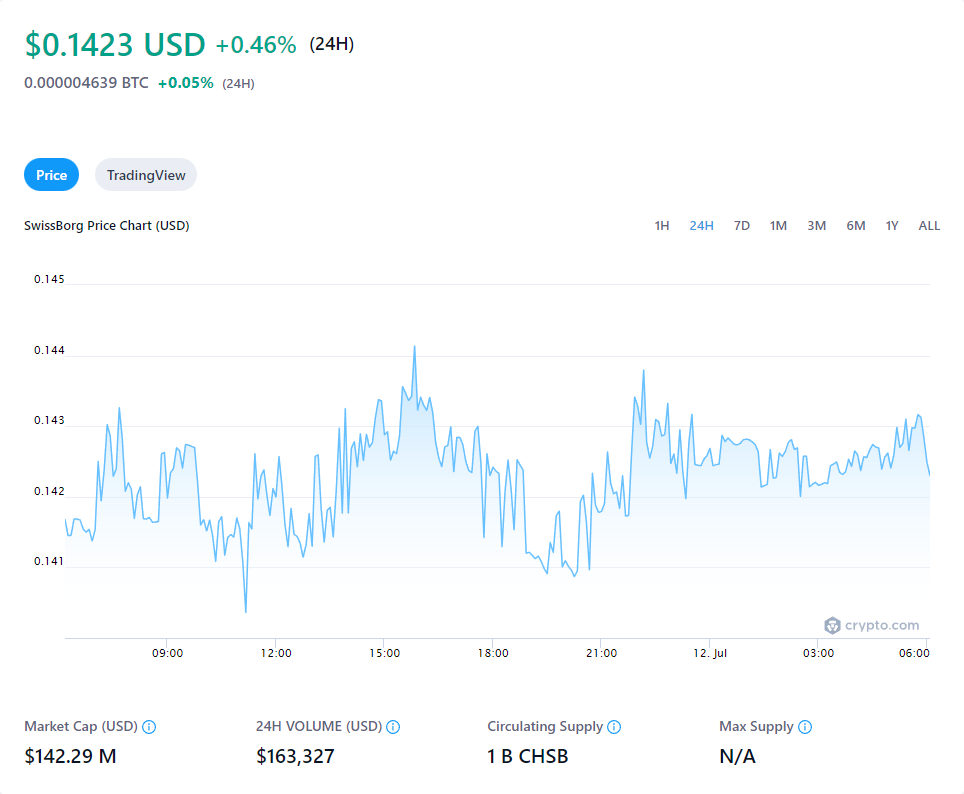 $0.1423 USD +0.46% (24H)
0.000004639 BTC +0.05% (24H)
Price TradingView
SwissBorg Price Chart (USD) 1H 24H 7D 1M 3M 6M 1Y ALL
0.145
0.144
0.143
0.142
0.141
crypto.com
09:00 12:00 15:00 18:00 21:00 12. Jul 03:00 06:00
Market Cap (USD) 24H VOLUME (USD) Circulating Supply Max Supply
$142.29 M $163,327 1 B CHSB N/A